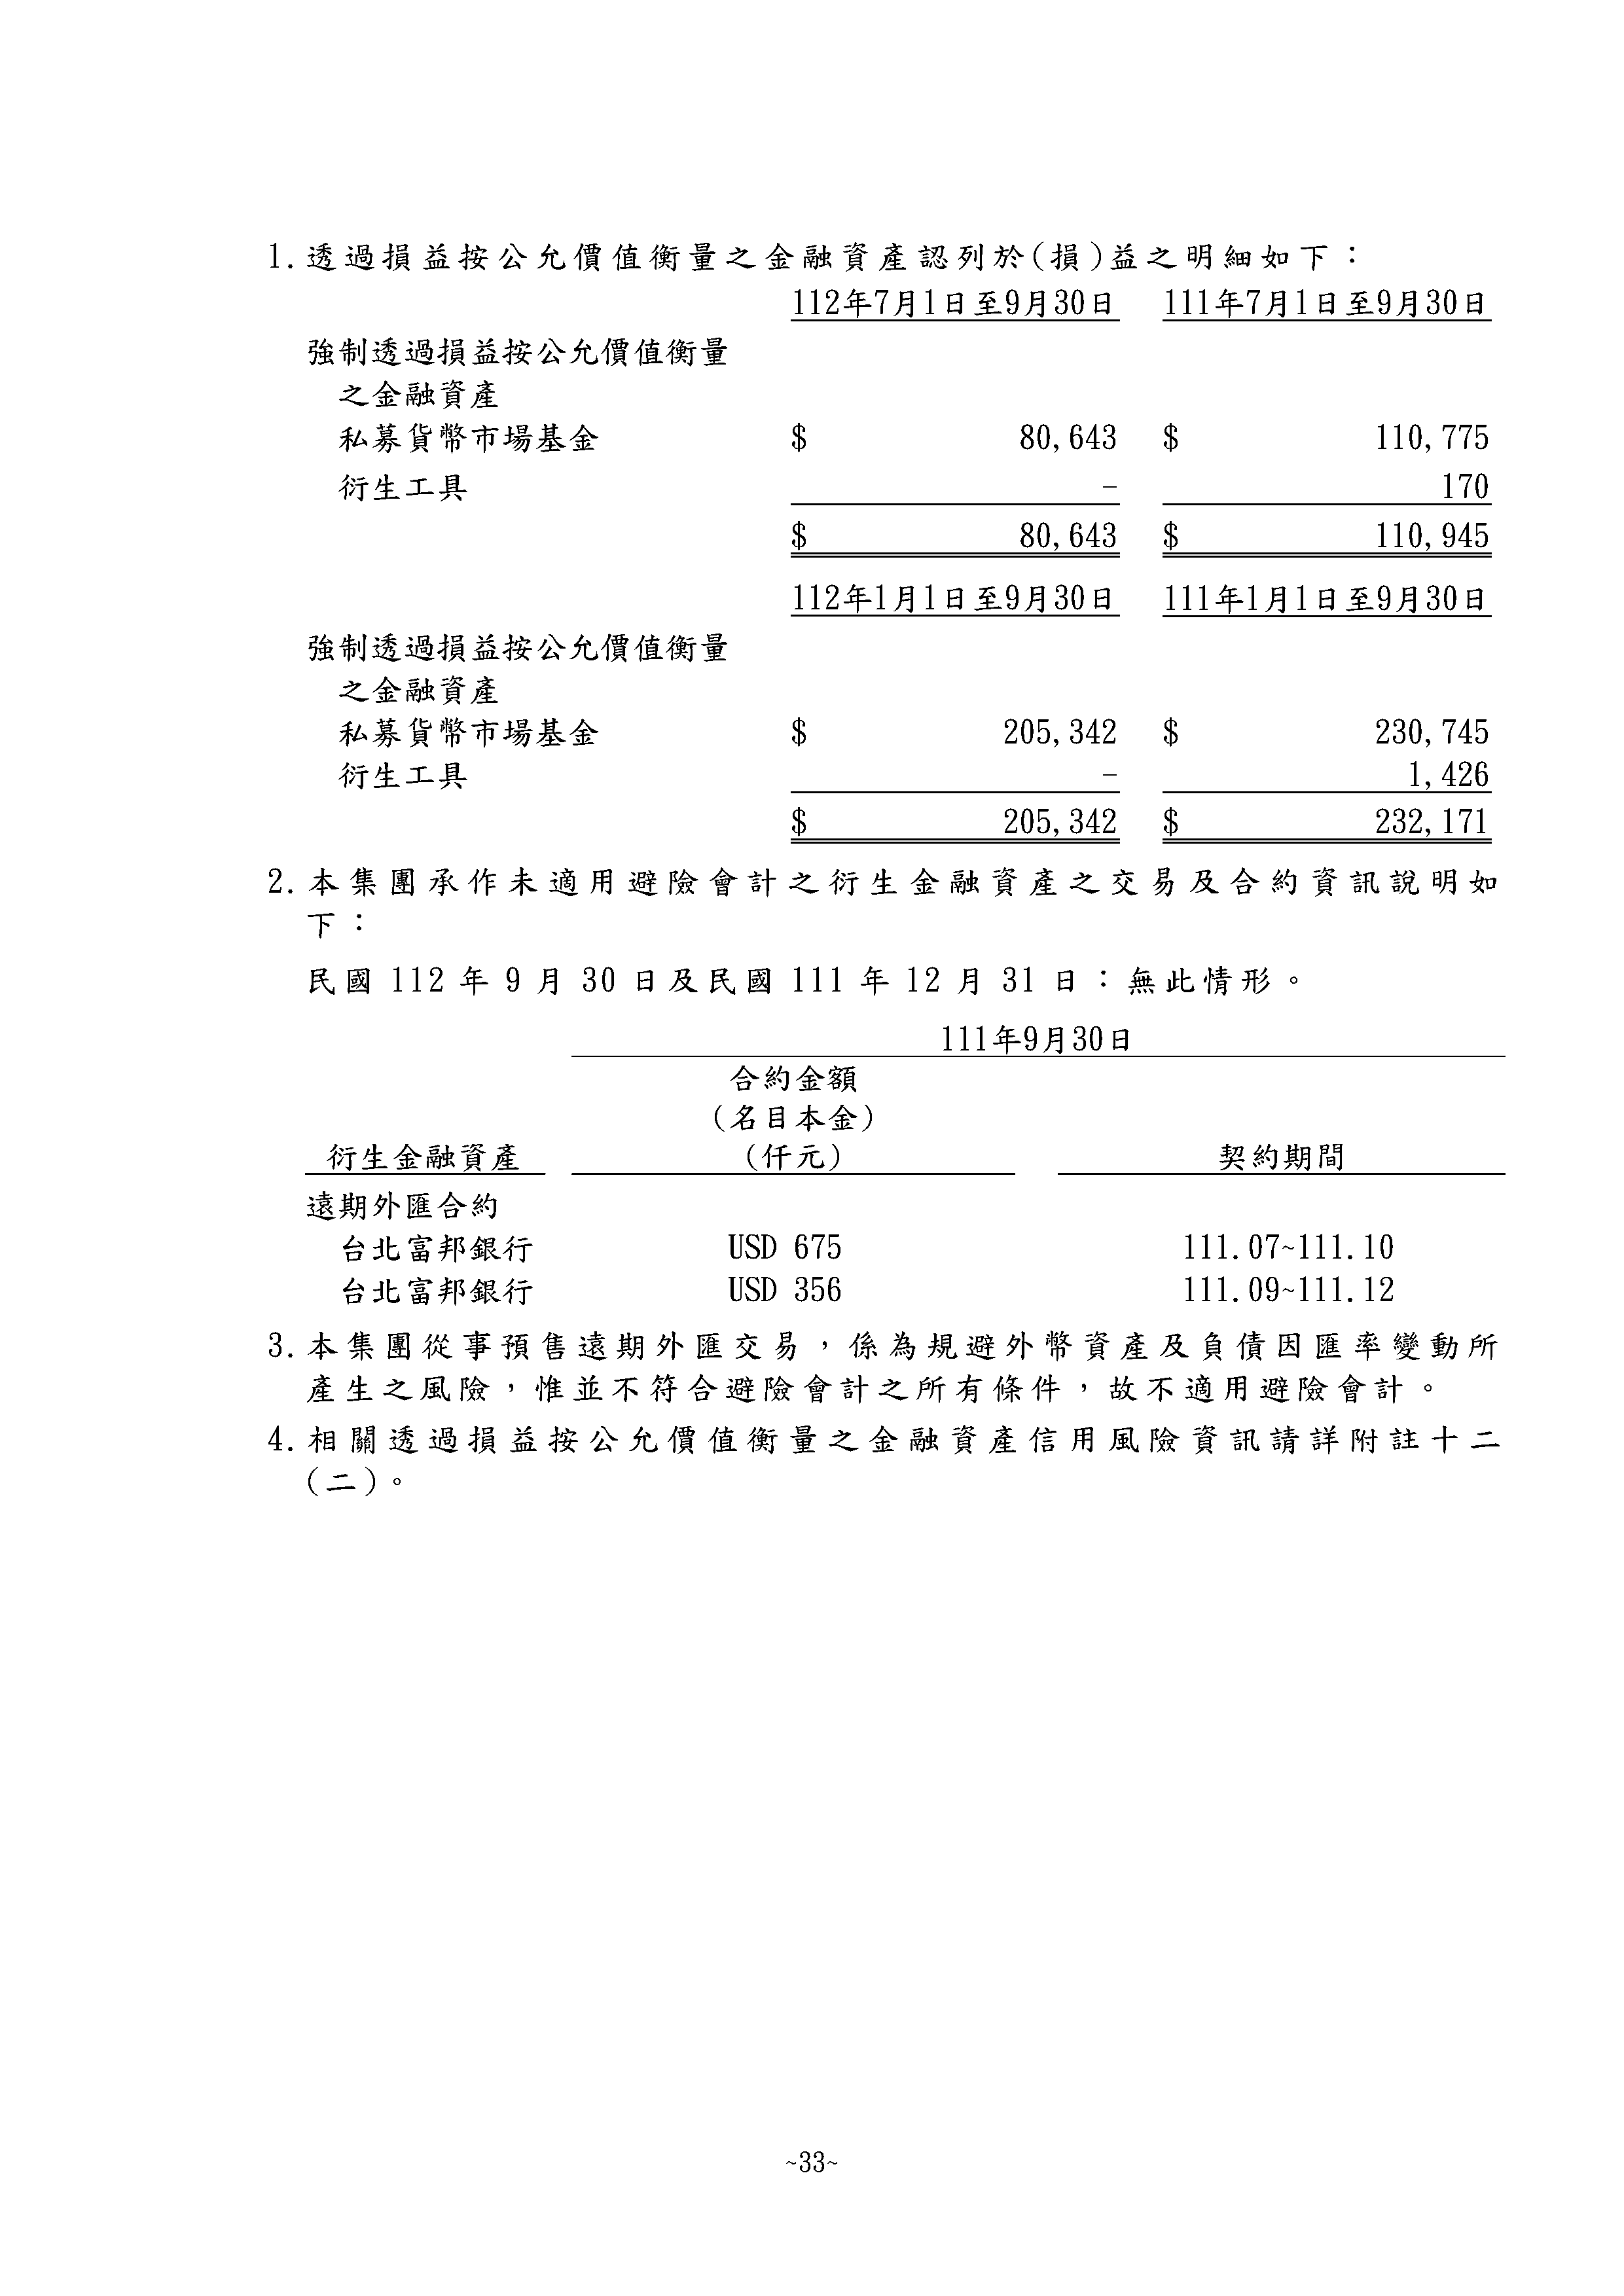 1.透過損益按公允價值衡量之金融資產認列於(損)益之明細如下：
112年7月1日至9月30日 111年7月1日至9月30日
強制透過損益按公允價值衡量
之金融資產
私募貨幣市場基金 $ 80,643 $ 110,775
衍生工具 - 170
$ 80,643 $ 110,945
112年1月1日至9月30日 111年1月1日至9月30日
強制透過損益按公允價值衡量
之金融資產
私募貨幣市場基金 $ 205,342 $ 230,745
衍生工具 - 1,426
$ 205,342 $ 232,171
2.本集團承作未適用避險會計之衍生金融資產之交易及合約資訊說明如
下：
民國 112 年 9 月 30 日及民國 111 年 12 月 31 日：無此情形。
111年9月30日
合約金額
(名目本金)
衍生金融資產 (仟元) 契約期間
遠期外匯合約
台北富邦銀行 USD 675 111.07~111.10
台北富邦銀行 USD 356 111.09~111.12
3.本集團從事預售遠期外匯交易，係為規避外幣資產及負債因匯率變動所
產生之風險，惟並不符合避險會計之所有條件，故不適用避險會計。
4.相關透過損益按公允價值衡量之金融資產信用風險資訊請詳附註十二
(二)。
~33~